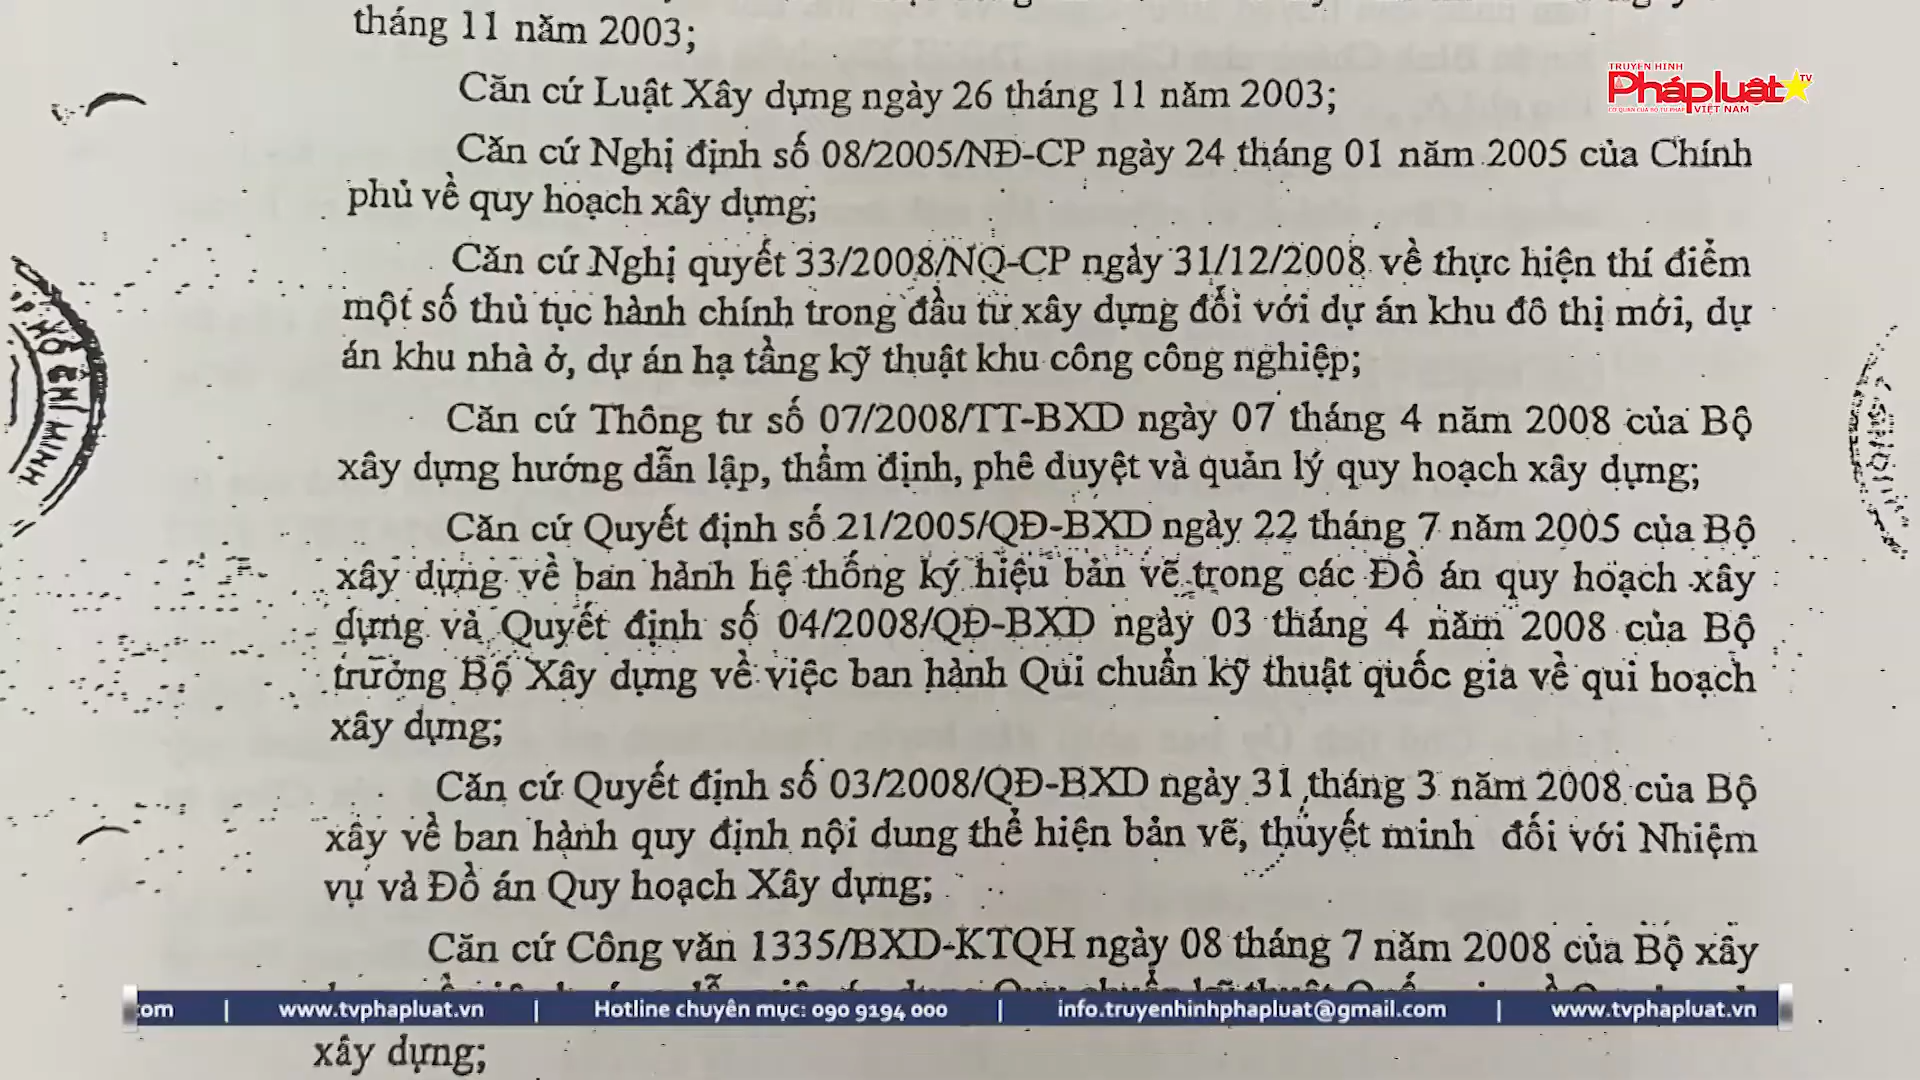 tháng 11 năm 2003;
TRUYỀN HÌNH
Phápluật TV
CƠ QUAN CỦA BỘ TƯ PHÁP VIỆT NAM
Căn cứ Luật Xây dựng ngày 26 tháng 11 năm 2003;
Căn cứ Nghị định số 08/2005/NĐ-CP ngày 24 tháng 01 năm 2005 của Chính
phủ về quy hoạch xây dựng;
Căn cứ Nghị quyết 33/2008/NQ-CP ngày 31/12/2008 về thực hiện thí điểm
một số thủ tục hành chính trong đầu tư xây dựng đối với dự án khu đô thị mới, dự
án khu nhà ở, dự án hạ tầng kỹ thuật khu công công nghiệp;
HỒ CHÍ MINH
Căn cứ Thông tư số 07/2008/TT-BXD ngày 07 tháng 4 năm 2008 của Bộ
xây dựng hướng dẫn lập, thẩm định, phê duyệt và quản lý quy hoạch xây dựng;
Căn cứ Quyết định số 21/2005/QĐ-BXD ngày 22 tháng 7 năm 2005 của Bộ
xây dựng về ban hành hệ thống ký hiệu bản vẽ trong các Đồ án quy hoạch xây
dựng và Quyết định số 04/2008/QĐ-BXD ngày 03 tháng 4 năm 2008 của Bộ
trưởng Bộ Xây dựng về việc ban hành Qui chuẩn kỹ thuật quốc gia về qui hoạch
xây dựng;
Căn cứ Quyết định số 03/2008/QĐ-BXD ngày 31 tháng 3 năm 2008 của Bộ
xây về ban hành quy định nội dung thể hiện bản vẽ, thuyết minh đối với Nhiệm
vụ và Đồ án Quy hoạch Xây dựng;
Căn cứ Công văn 1335/BXD-KTQH ngày 08 tháng 7 năm 2008 của Bộ xây
com | www.tvphapluat.vn | Hotline chuyên mục: 090 9194 000 | info.truyenhinhphapluat@gmail.com | www.tvphapluat.vn
xây dựng;